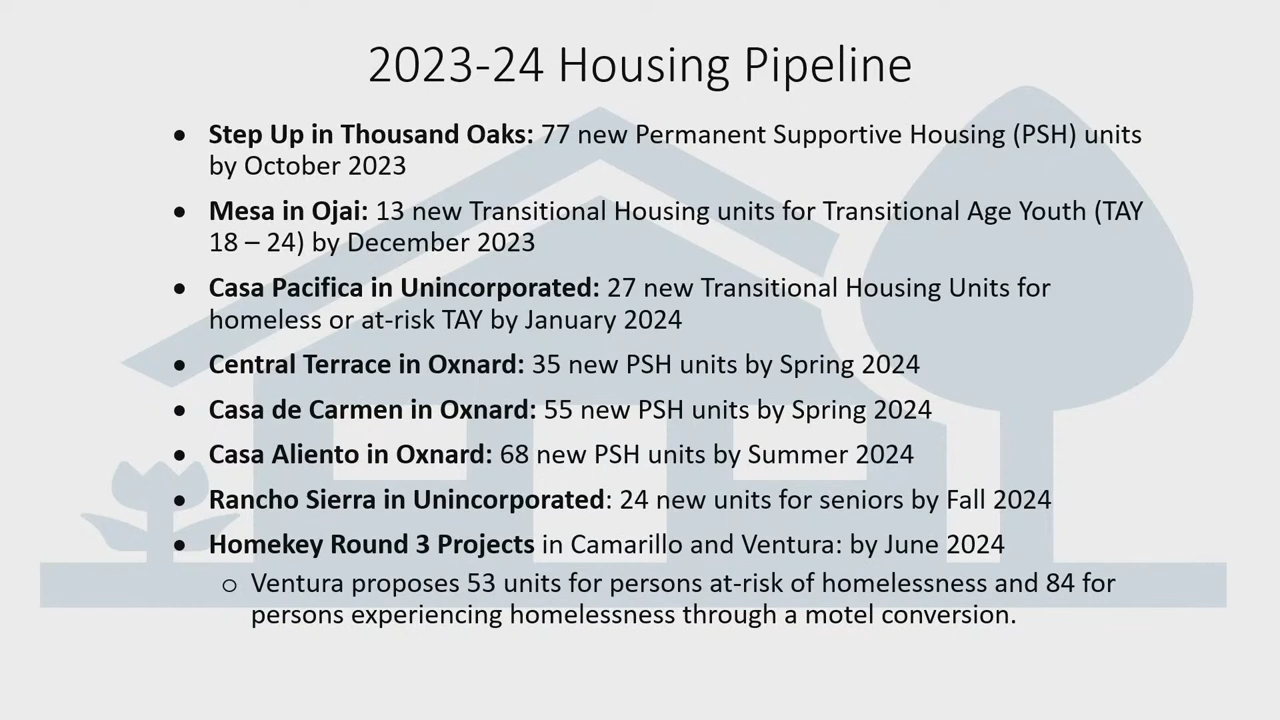 2023-24 Housing Pipeline
• Step Up in Thousand Oaks: 77 new Permanent Supportive Housing (PSH) units
by October 2023
• Mesa in Ojai: 13 new Transitional Housing units for Transitional Age Youth (TAY
18 – 24) by December 2023
• Casa Pacifica in Unincorporated: 27 new Transitional Housing Units for
homeless or at-risk TAY by January 2024
• Central Terrace in Oxnard: 35 new PSH units by Spring 2024
• Casa de Carmen in Oxnard: 55 new PSH units by Spring 2024
• Casa Aliento in Oxnard: 68 new PSH units by Summer 2024
• Rancho Sierra in Unincorporated: 24 new units for seniors by Fall 2024
• Homekey Round 3 Projects in Camarillo and Ventura: by June 2024
o Ventura proposes 53 units for persons at-risk of homelessness and 84 for
persons experiencing homelessness through a motel conversion.